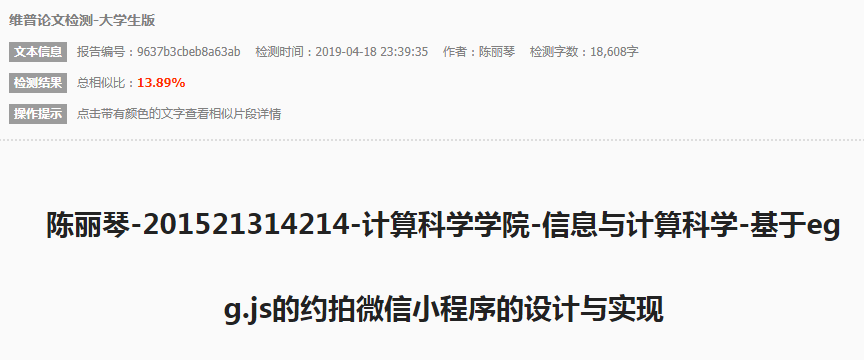 维普论文检测-大学生版
文本信息 报告编号：9637b3cbeb8a63ab 检测时间：2019-04-18 23:39:35 作者：陈丽琴 检测字数：18,608字
检测结果 总相似比：13.89%
操作提示 点击带有颜色的文字查看相似片段详情
陈丽琴-201521314214-计算科学学院-信息与计算科学-基于eg
g.js的约拍微信小程序的设计与实现